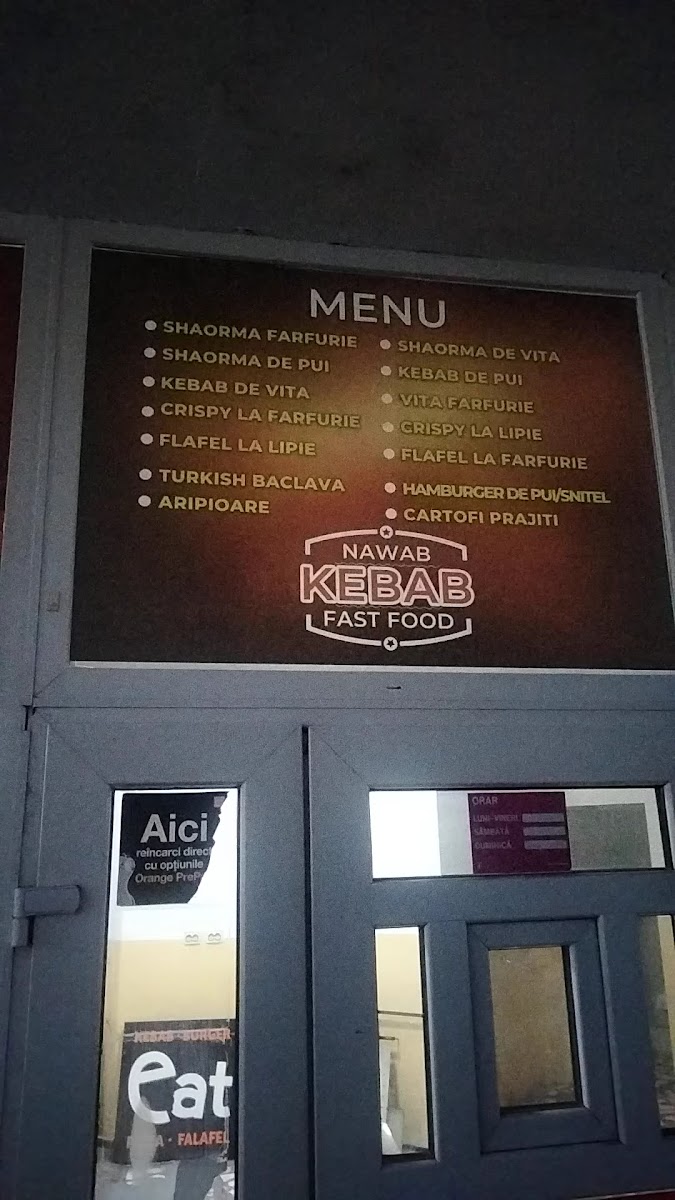 MENU
SHAORMA FARFURIE
SHAORMA DE PUI
KEBAB DE VITA
CRISPY LA FARFURIE
FLAFEL LA LIPIE
TURKISH BACLAVA
ARIPIOARE
SHAORMA DE VITA
KEBAB DE PUI
VITA FARFURIE
CRISPY LA LIPIE
FLAFEL LA FARFURIE
HAMBURGER DE PUI/SNITEL
CARTOFI PRAJITI
NAWAB
KEBAB
FAST FOOD
Aici
reîncarci direct
cu opțiunile
Orange
ORAR
LUNI-VINERI
SÂMBĂTĂ
DUMINICĂ
KEBAB · BURGER
eat
· FALAFEL